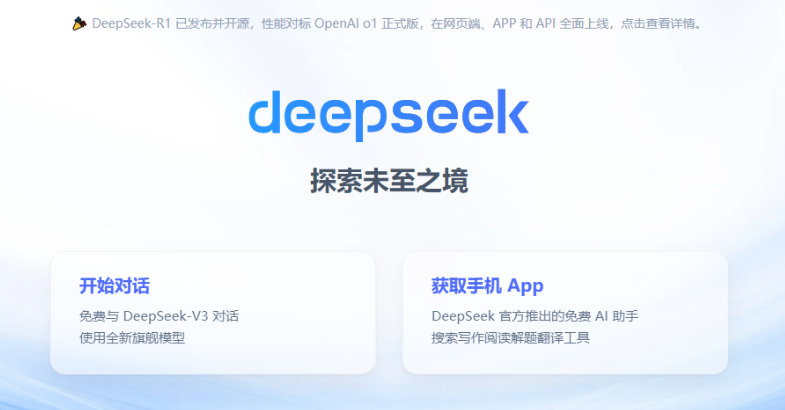 DeepSeek-R1 已发布并开源，性能对标 OpenAI o1 正式版，在网页端、APP 和 API 全面上线，点击查看详情。
deepseek
探索未至之境
开始对话
免费与 DeepSeek-V3 对话
使用全新旗舰模型
获取手机 App
DeepSeek 官方推出的免费 AI 助手
搜索写作阅读解题翻译工具